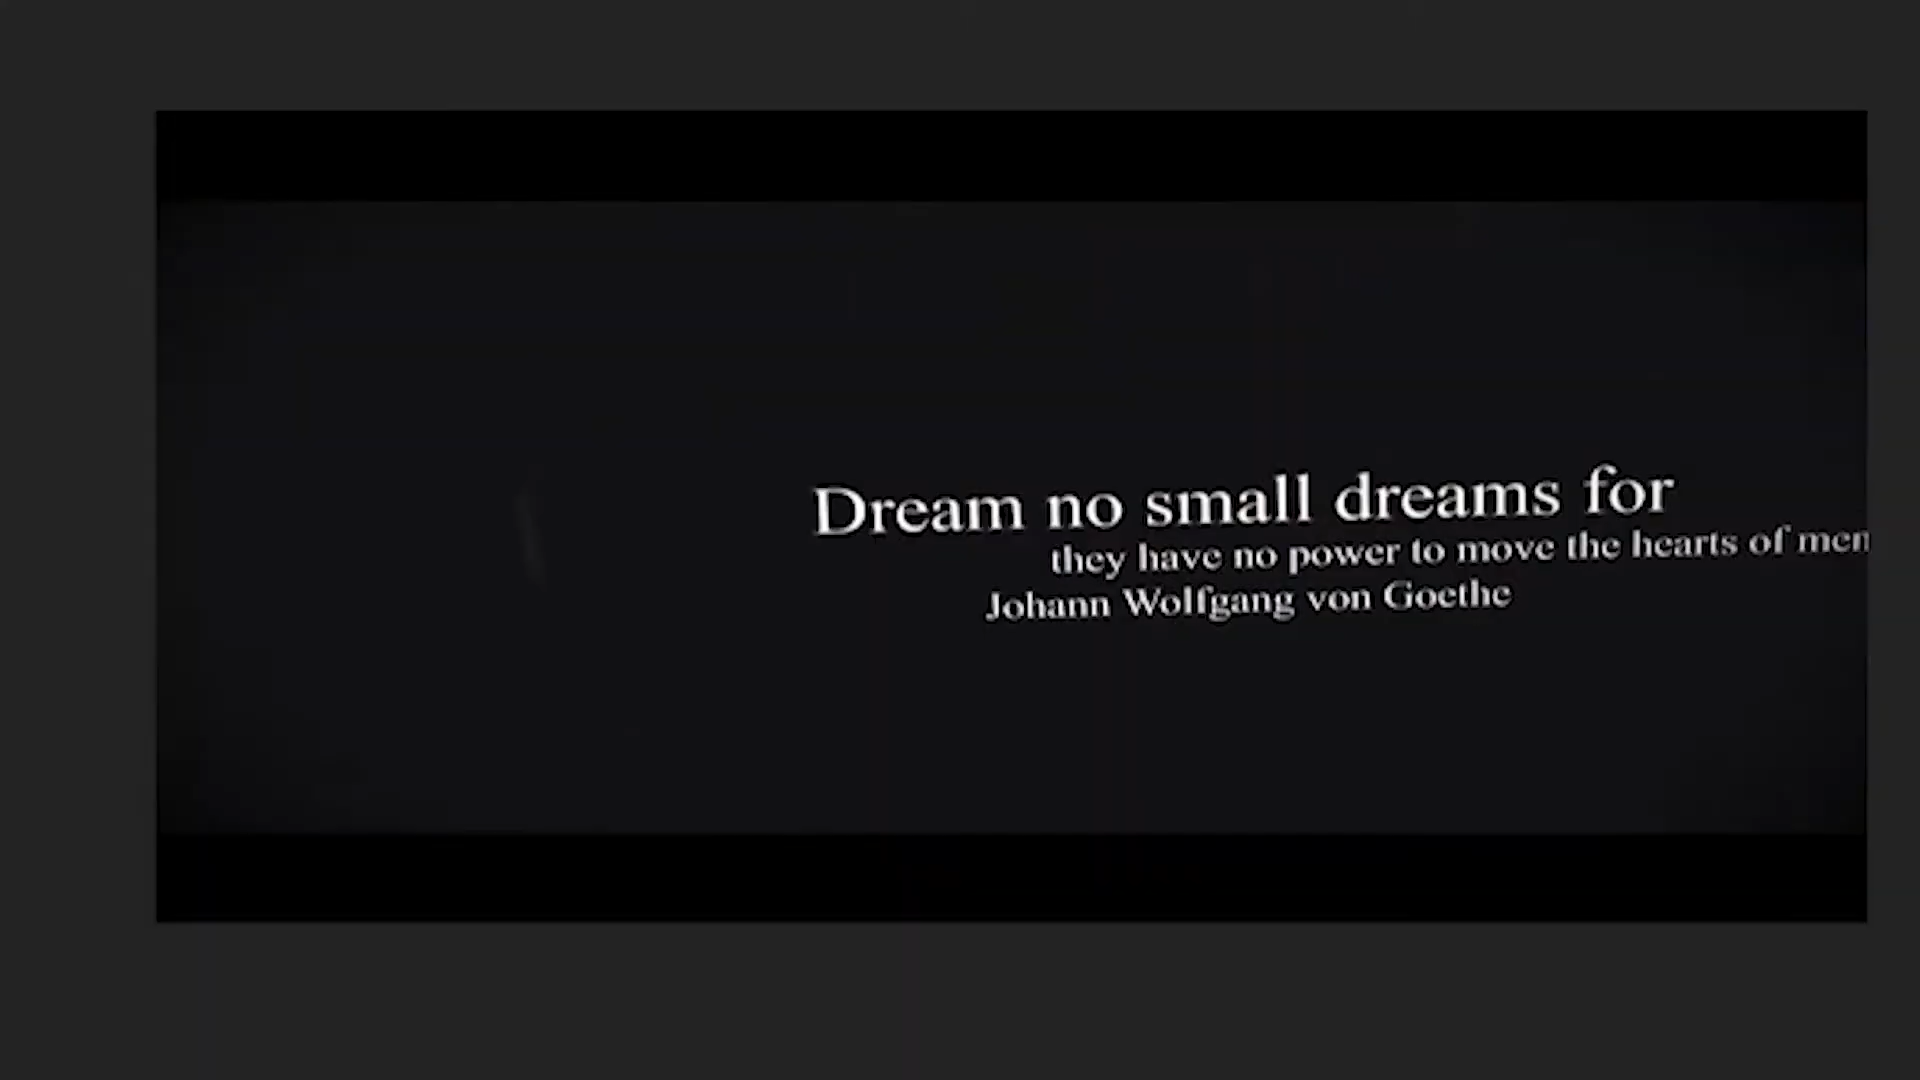 Dream no small dreams for
they have no power to move the hearts of men
Johann Wolfgang von Goethe